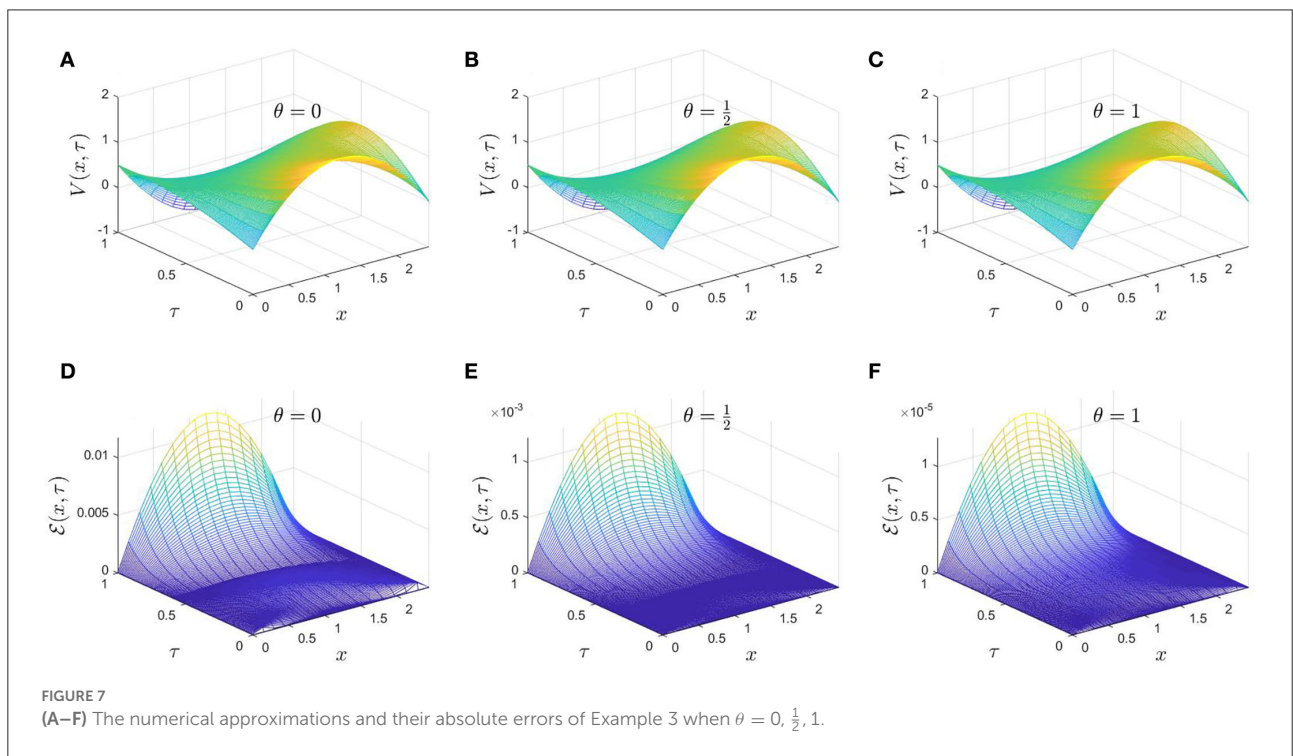 A
B
C
θ = 0
θ = 1/2
θ = 1
2
1
0
-1
V(x, τ)
1
0.5
0
τ
0
0.5
1
1.5
2
x
2
1
0
-1
V(x, τ)
1
0.5
0
τ
0
0.5
1
1.5
2
x
2
1
0
-1
V(x, τ)
1
0.5
0
τ
0
0.5
1
1.5
2
x
D
E
F
θ = 0
×10⁻³
θ = 1/2
×10⁻⁵
θ = 1
0.01
0.005
0
ℰ(x, τ)
1
0.5
0
τ
0
0.5
1
1.5
2
x
1
0.5
0
ℰ(x, τ)
1
0.5
0
τ
0
0.5
1
1.5
2
x
1
0.5
0
ℰ(x, τ)
1
0.5
0
τ
0
0.5
1
1.5
2
x
FIGURE 7
(A–F) The numerical approximations and their absolute errors of Example 3 when θ = 0, 1/2, 1.